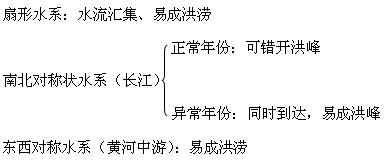 扇形水系：水流汇集、易成洪涝
正常年份：可错开洪峰
南北对称状水系（长江）
异常年份：同时到达，易成洪峰
东西对称水系（黄河中游）：易成洪涝